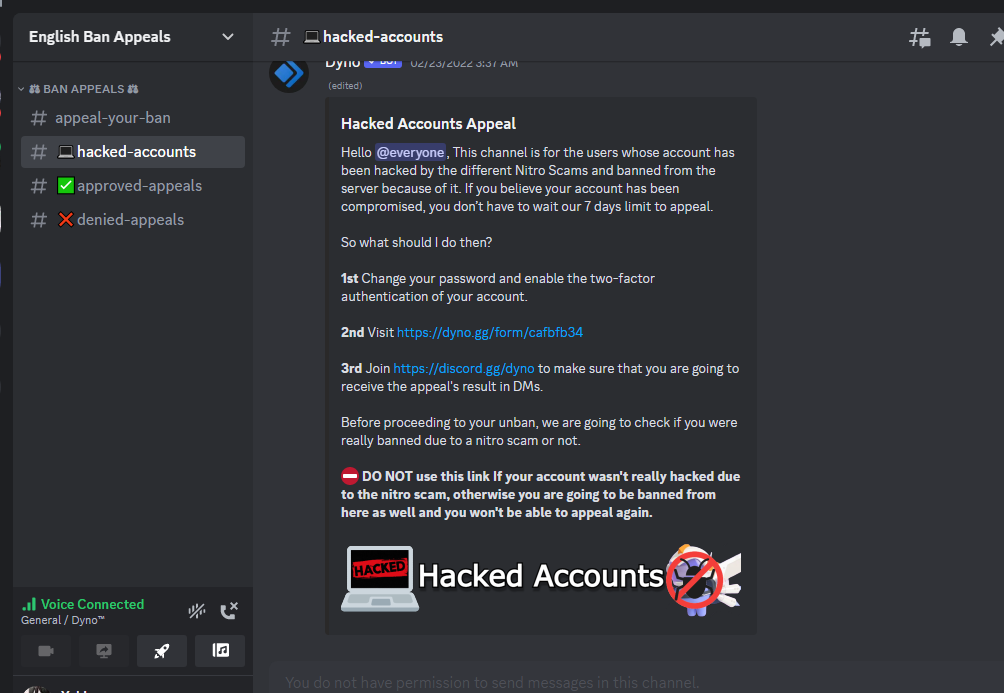 English Ban Appeals
BAN APPEALS
appeal-your-ban
hacked-accounts
approved-appeals
denied-appeals
Voice Connected
General / Dyno™
hacked-accounts
Dyno BOT 02/23/2022 3:37 AM
(edited)
Hacked Accounts Appeal
Hello @everyone, This channel is for the users whose account has
been hacked by the different Nitro Scams and banned from the
server because of it. If you believe your account has been
compromised, you don't have to wait our 7 days limit to appeal.
So what should I do then?
1st Change your password and enable the two-factor
authentication of your account.
2nd Visit https://dyno.gg/form/cafbfb34
3rd Join https://discord.gg/dyno to make sure that you are going to
receive the appeal's result in DMs.
Before proceeding to your unban, we are going to check if you were
really banned due to a nitro scam or not.
DO NOT use this link If your account wasn't really hacked due
to the nitro scam, otherwise you are going to be banned from
here as well and you won't be able to appeal again.
HACKED
Hacked Accounts
You do not have permission to send messages in this channel.